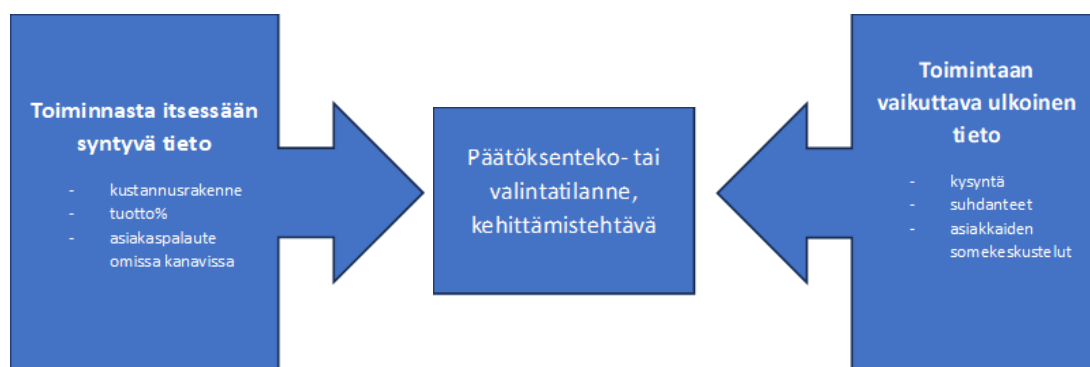 Toiminnasta itsessään
syntyvä tieto
- kustannusrakenne
- tuotto%
- asiakaspalaute
omissa kanavissa
Päätöksenteko- tai
valintatilanne,
kehittämistehtävä
Toimintaan
vaikuttava ulkoinen
tieto
- kysyntä
- suhdanteet
- asiakkaiden
somekeskustelut